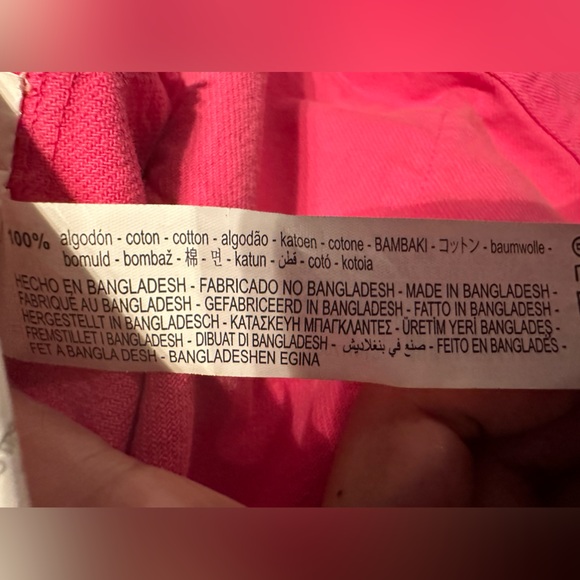 100% algodón - coton - cotton - algodão - katoen - cotone - BAMBAKI - コットン - baumwolle -
bomuld - bombaž - 棉 - 면 - katun - قطن - cotó - kotoia
HECHO EN BANGLADESH - FABRICADO NO BANGLADESH - MADE IN BANGLADESH -
FABRIQUÉ AU BANGLADESH - GEFABRICEERD IN BANGLADESH - FATTO IN BANGLADESH -
HERGESTELLT IN BANGLADESCH - ΚΑΤΑΣΚΕΥΗ ΜΠΑΓΚΛΑΝΤΕΣ - ÜRETİM YERİ BANGLADEŞ -
FREMSTILLET I BANGLADESH - DIBUAT DI BANGLADESH - صنع في بنغلاديش - FEITO EN BANGLADÉS -
FET A BANGLA DESH - BANGLADESHEN EGINA